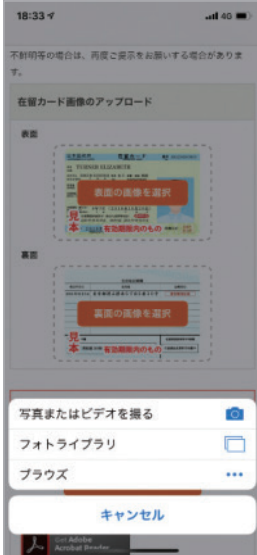 18:33
4G
不鮮明等の場合は、再度ご提示をお願いする場合がありま
す。
在留カード画像のアップロード
表面
TURNER ELIZABETH
表面の画像を選択
見本
有効期限内のもの
裏面
裏面の画像を選択
見本
有効期限内のもの
写真またはビデオを撮る
フォトライブラリ
ブラウズ
キャンセル
Get Adobe
Acrobat Reader